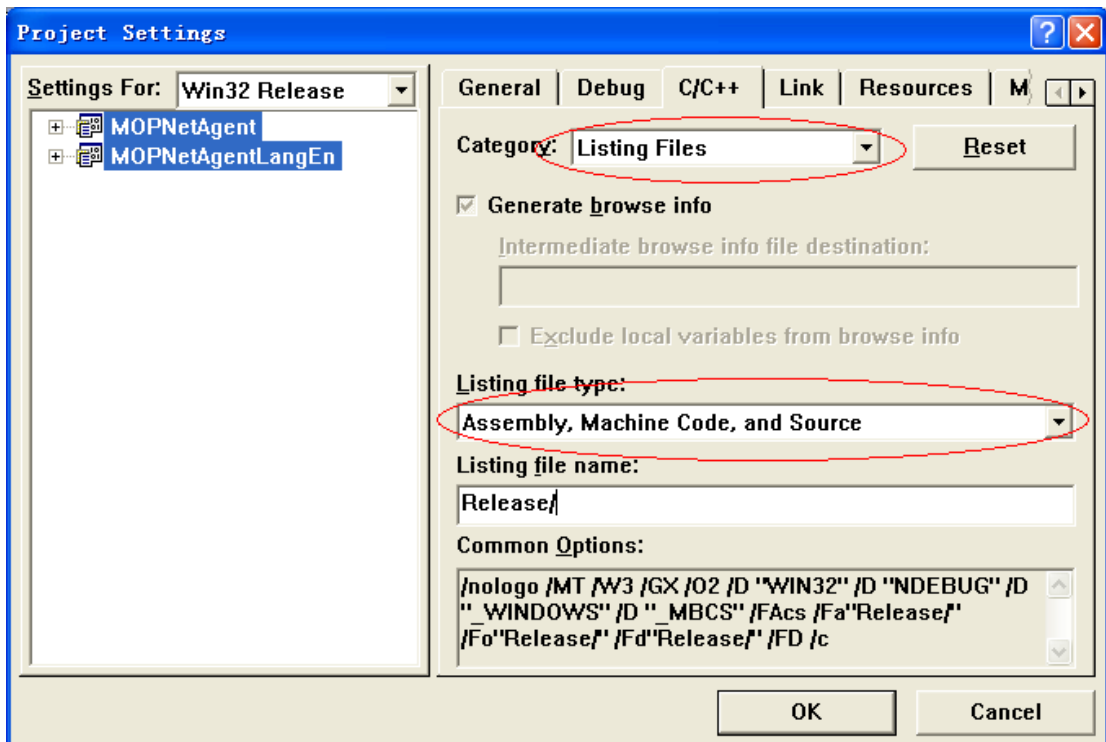 Project Settings
Settings For: Win32 Release
MOPNetAgent
MOPNetAgentLangEn
General Debug C/C++ Link Resources M
Category: Listing Files Reset
Generate browse info
Intermediate browse info file destination:
Exclude local variables from browse info
Listing file type:
Assembly, Machine Code, and Source
Listing file name:
Release/
Common Options:
/nologo /MT /W3 /GX /O2 /D "WIN32" /D "NDEBUG" /D
"_WINDOWS" /D "_MBCS" /FAcs /Fa"Release/"
/Fo"Release/" /Fd"Release/" /FD /c
OK Cancel